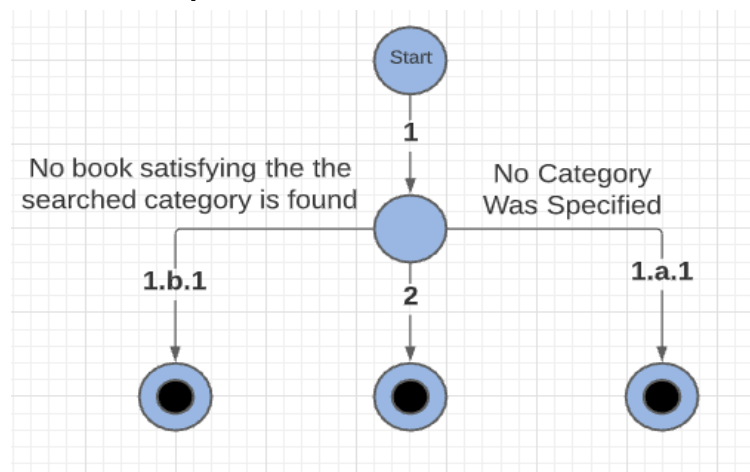 Start
1
No book satisfying the the
searched category is found
No Category
Was Specified
1.b.1
2
1.a.1